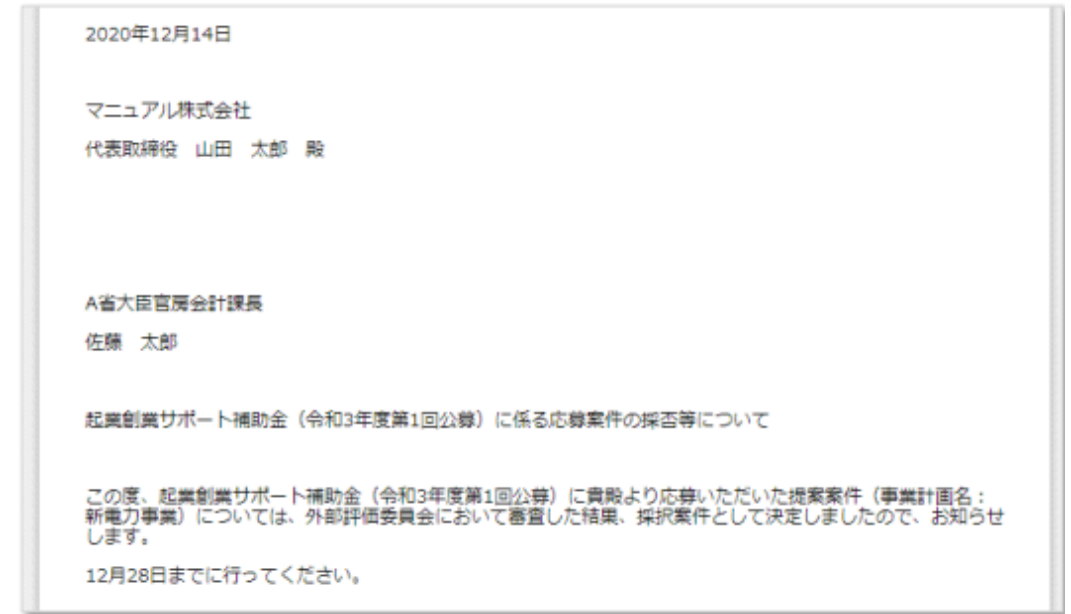 2020年12月14日
マニュアル株式会社
代表取締役　山田　太郎　殿
A省大臣官房会計課長
佐藤　太郎
起業創業サポート補助金（令和3年度第1回公募）に係る応募案件の採否等について
この度、起業創業サポート補助金（令和3年度第1回公募）に貴殿より応募いただいた提案案件（事業計画名：
新電力事業）については、外部評価委員会において審査した結果、採択案件として決定しましたので、お知らせ
します。
12月28日までに行ってください。